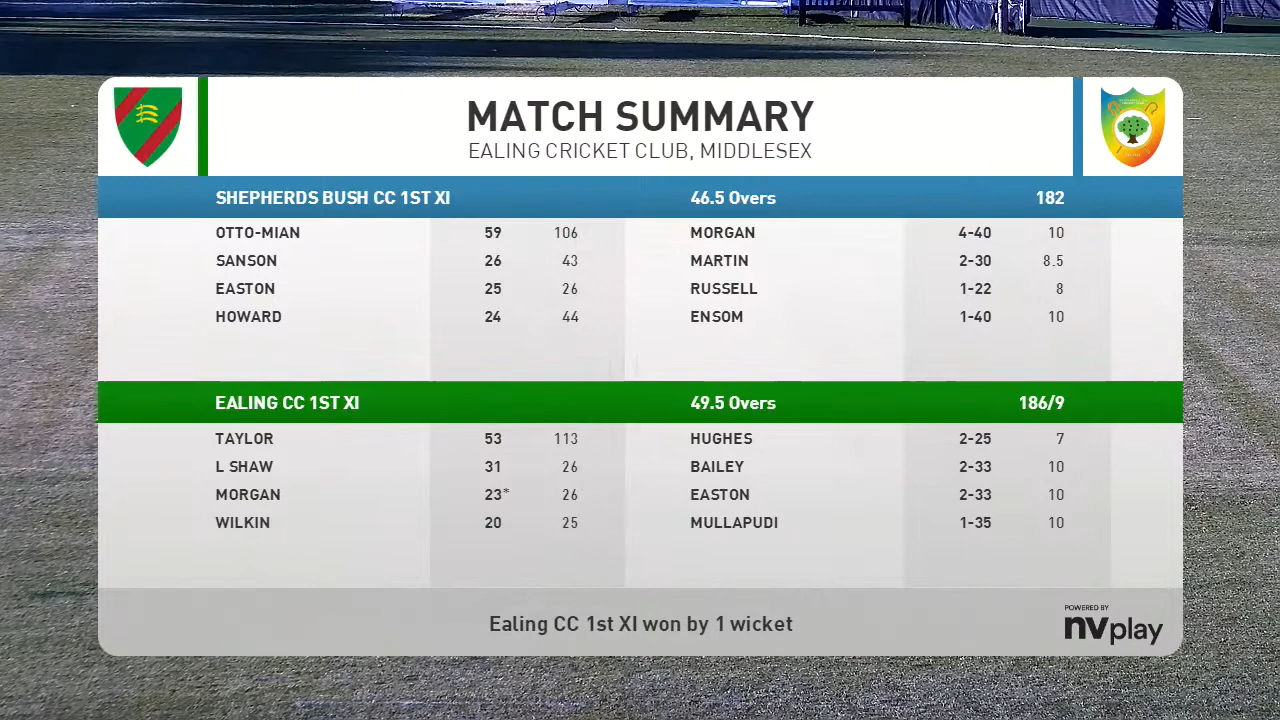 MATCH SUMMARY
EALING CRICKET CLUB, MIDDLESEX
SHEPHERDS BUSH CC 1ST XI 46.5 Overs 182
OTTO-MIAN 59 106 MORGAN 4-40 10
SANSON 26 43 MARTIN 2-30 8.5
EASTON 25 26 RUSSELL 1-22 8
HOWARD 24 44 ENSOM 1-40 10
EALING CC 1ST XI 49.5 Overs 186/9
TAYLOR 53 113 HUGHES 2-25 7
L SHAW 31 26 BAILEY 2-33 10
MORGAN 23* 26 EASTON 2-33 10
WILKIN 20 25 MULLAPUDI 1-35 10
Ealing CC 1st XI won by 1 wicket
POWERED BY
nvplay